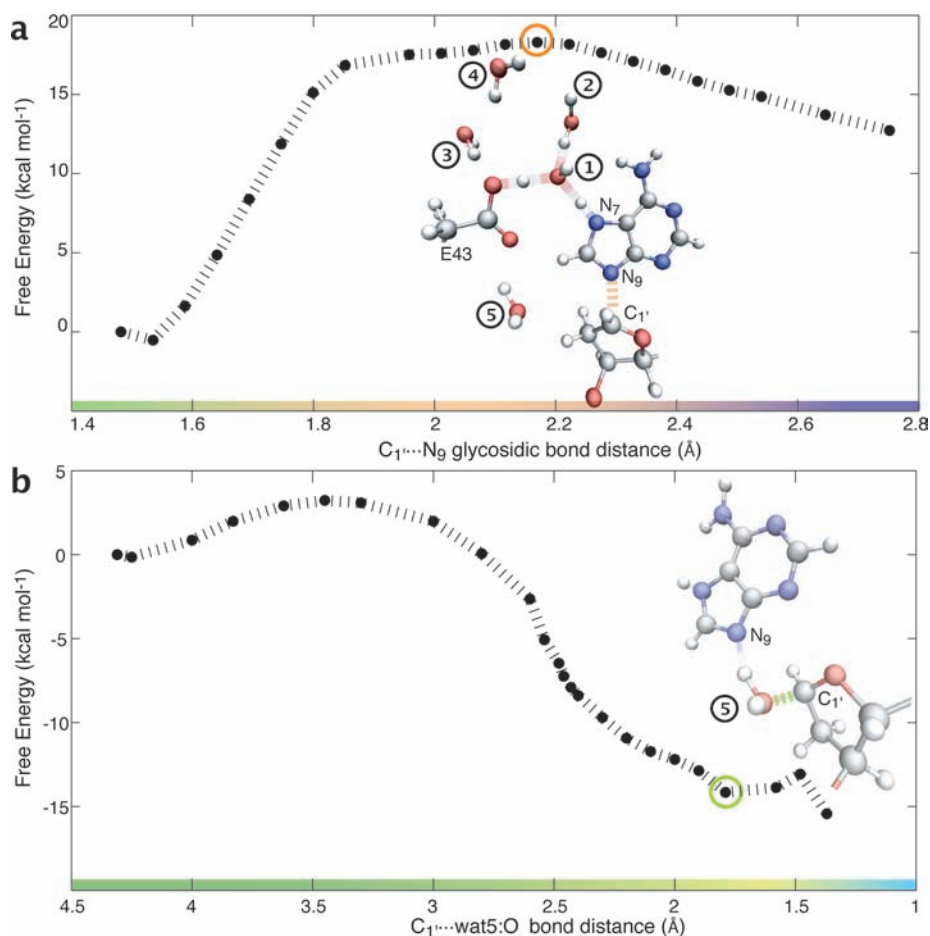 a
20
15
10
5
0
Free Energy (kcal mol-1)
4
2
3
1
N7
E43
N9
5
C1'
1.4 1.6 1.8 2 2.2 2.4 2.6 2.8
C1'···N9 glycosidic bond distance (Å)
b
5
0
-5
-10
-15
Free Energy (kcal mol-1)
N9
5
C1'
4.5 4 3.5 3 2.5 2 1.5 1
C1'···wat5:O bond distance (Å)